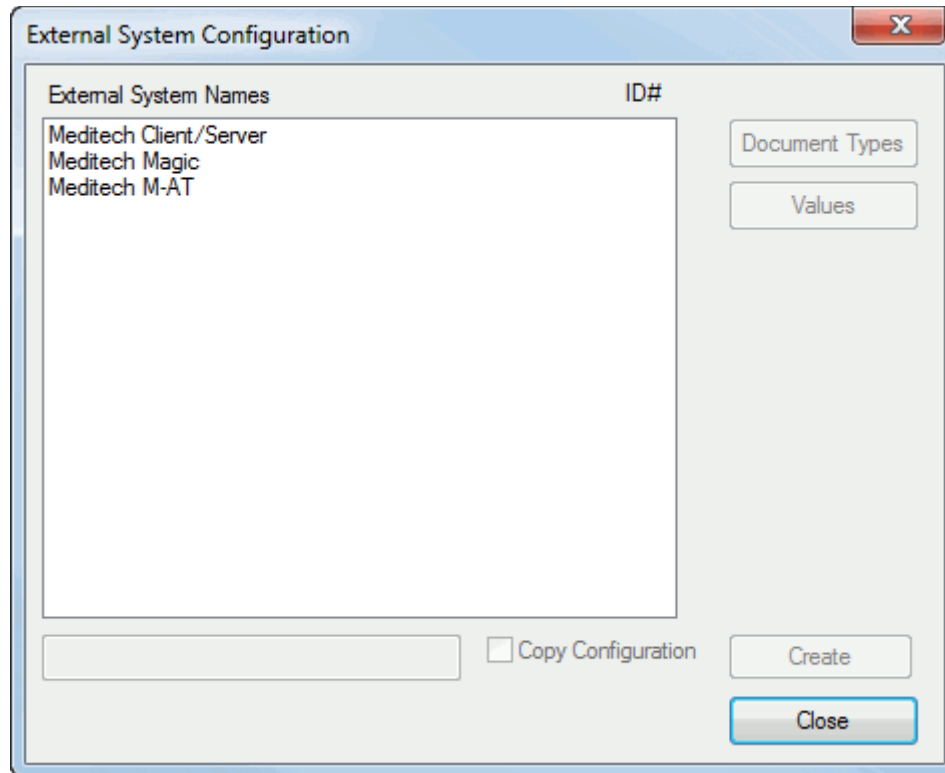 External System Configuration
External System Names ID#
Meditech Client/Server
Meditech Magic
Meditech M-AT
Document Types
Values
Copy Configuration
Create
Close